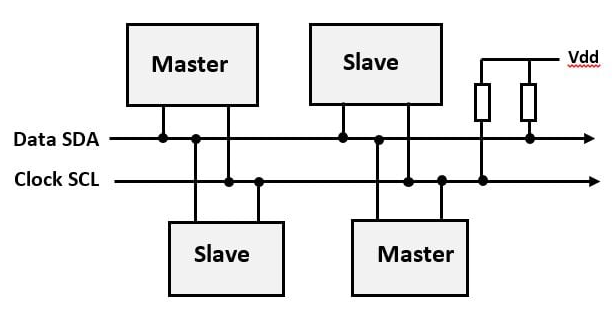 Master
Slave
Vdd
Data SDA
Clock SCL
Slave
Master